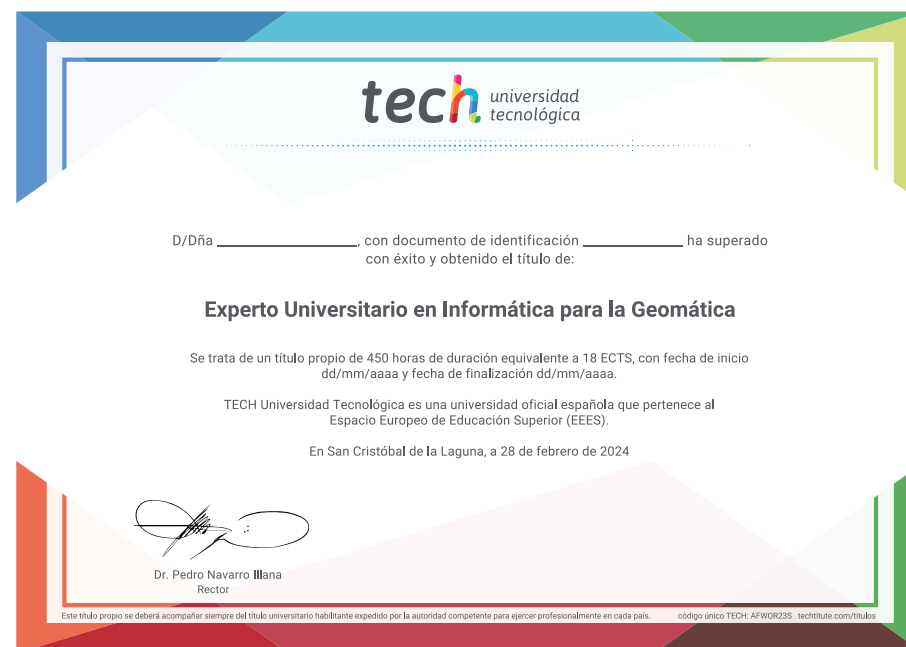 tech universidad
tecnológica
D/Dña ____________________, con documento de identificación ______________ ha superado
con éxito y obtenido el título de:
Experto Universitario en Informática para la Geomática
Se trata de un título propio de 450 horas de duración equivalente a 18 ECTS, con fecha de inicio
dd/mm/aaaa y fecha de finalización dd/mm/aaaa.
TECH Universidad Tecnológica es una universidad oficial española que pertenece al
Espacio Europeo de Educación Superior (EEES).
En San Cristóbal de la Laguna, a 28 de febrero de 2024
Dr. Pedro Navarro Illana
Rector
Este título propio se deberá acompañar siempre del título universitario habilitante expedido por la autoridad competente para ejercer profesionalmente en cada país. código único TECH: AFWOR23S techtitute.com/titulos